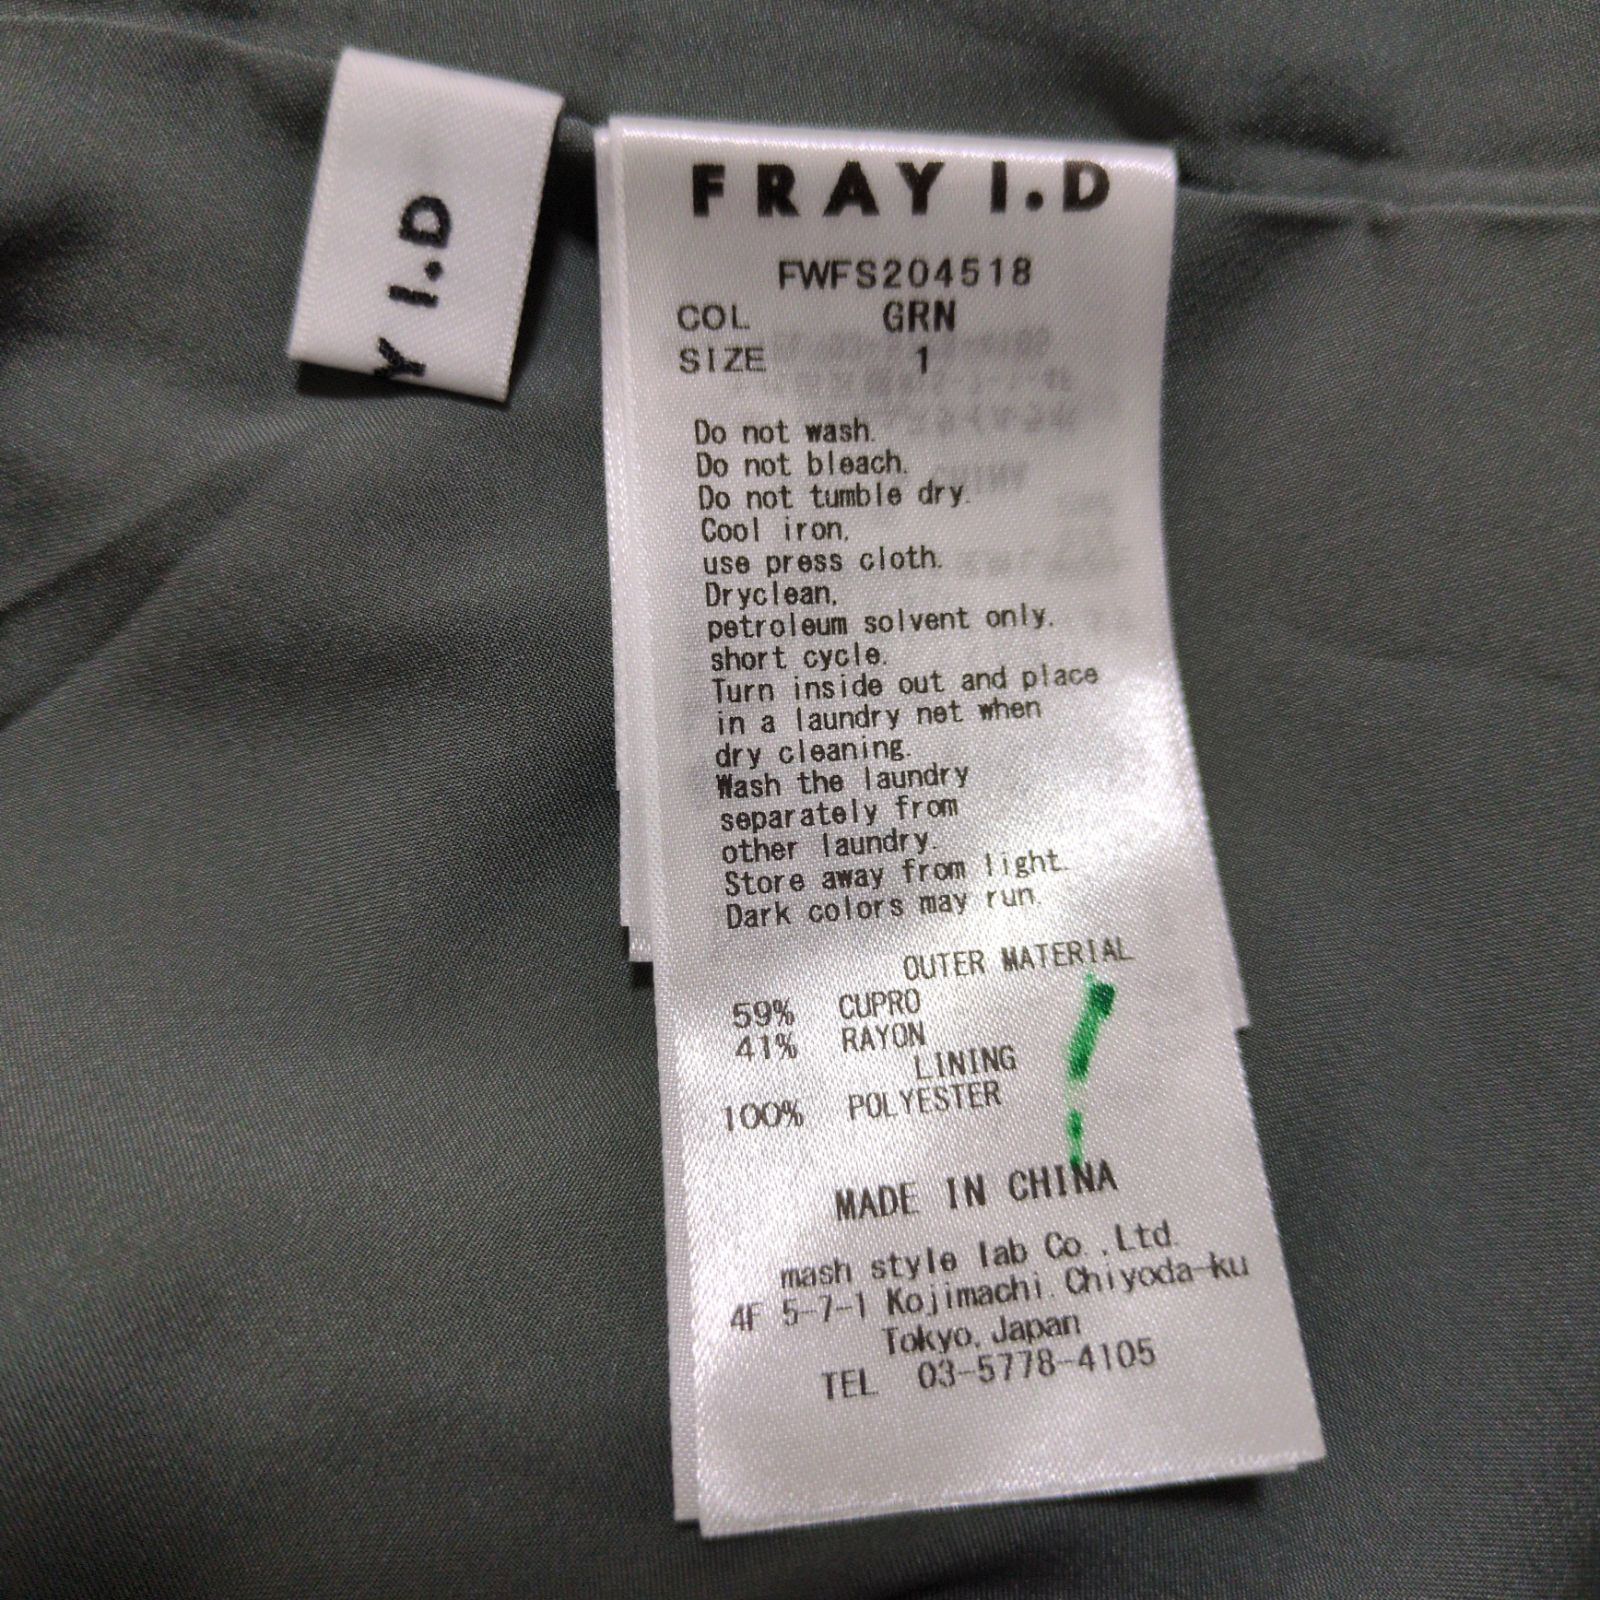 Y I.D
FRAY I.D
FWFS204518
COL GRN
SIZE 1
Do not wash.
Do not bleach.
Do not tumble dry.
Cool iron,
use press cloth.
Dryclean,
petroleum solvent only.
short cycle.
Turn inside out and place
in a laundry net when
dry cleaning.
Wash the laundry
separately from
other laundry.
Store away from light.
Dark colors may run.
OUTER MATERIAL
59% CUPRO
41% RAYON
LINING
100% POLYESTER
MADE IN CHINA
mash style lab Co.,Ltd.
4F 5-7-1 Kojimachi.Chiyoda-ku
Tokyo,Japan
TEL 03-5778-4105